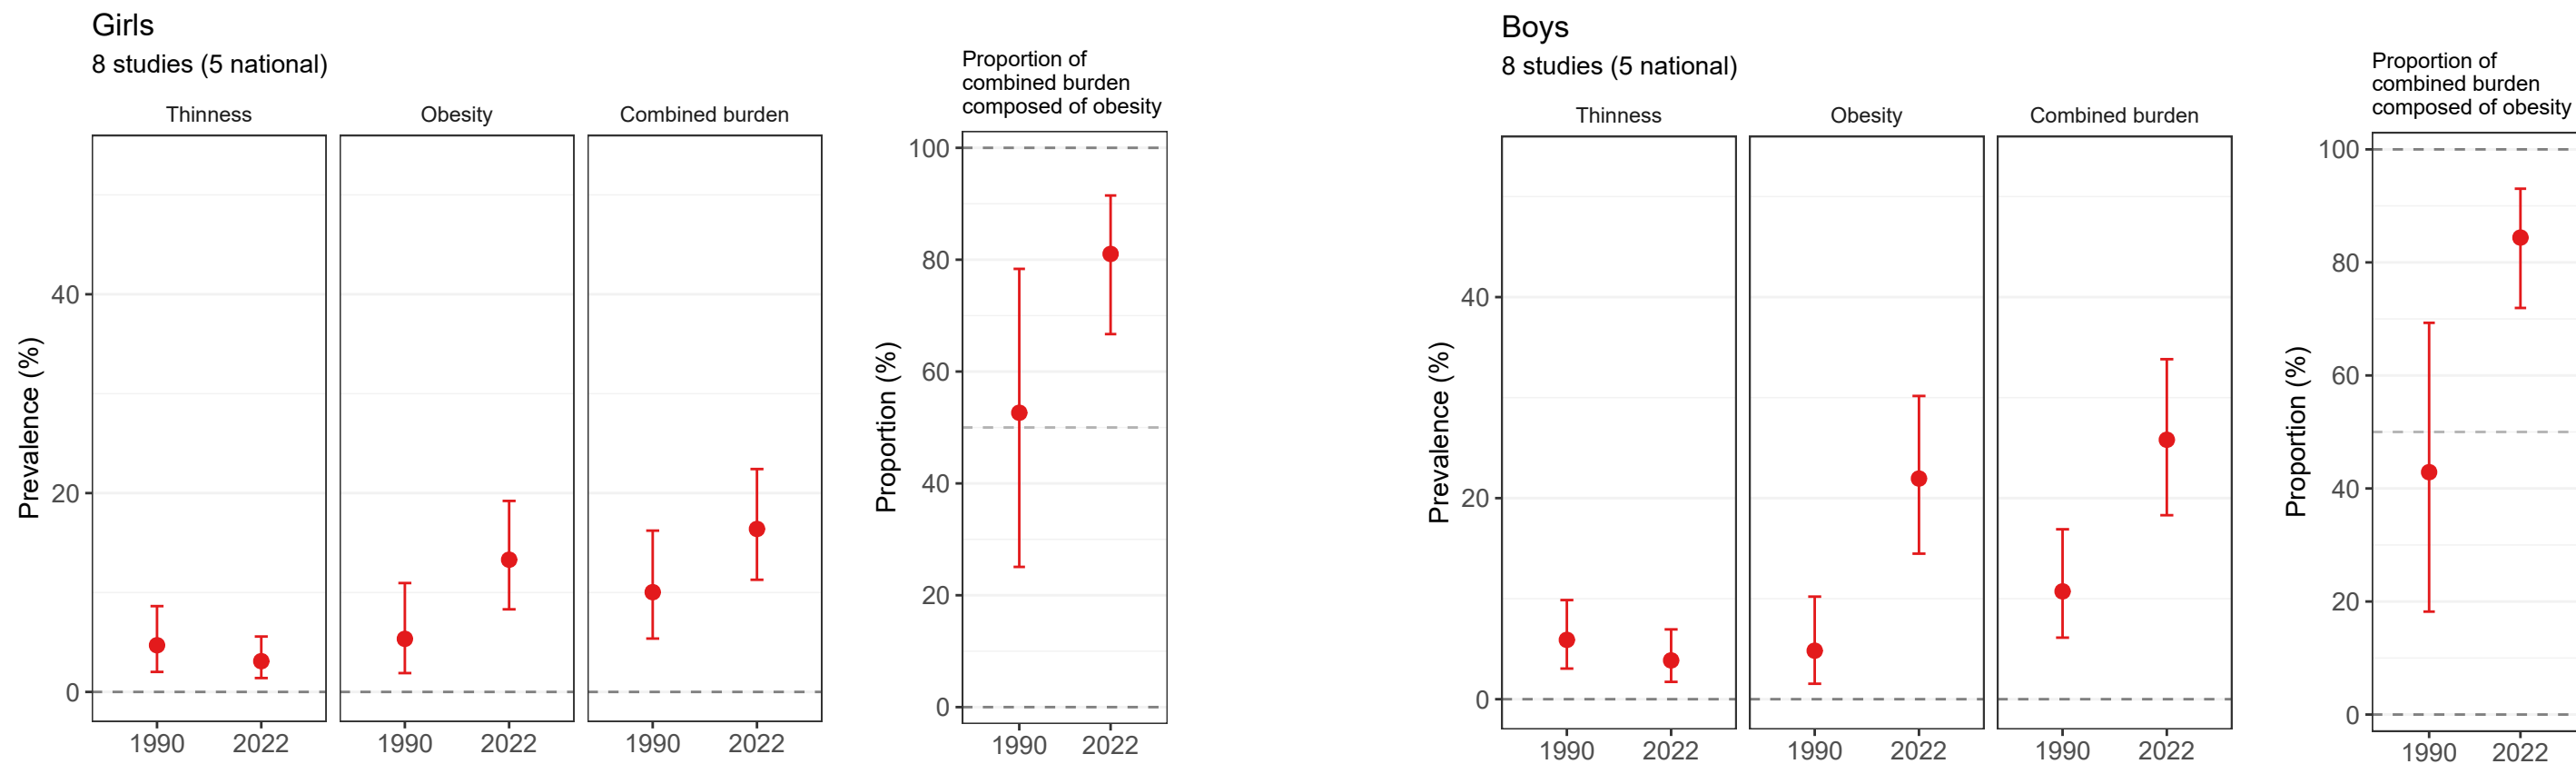 Girls
8 studies (5 national)
Thinness
Obesity
Combined burden
Prevalence (%)
40
20
0
1990 2022
1990 2022
1990 2022
Proportion of
combined burden
composed of obesity
Proportion (%)
100
80
60
40
20
0
1990 2022
Boys
8 studies (5 national)
Thinness
Obesity
Combined burden
Prevalence (%)
40
20
0
1990 2022
1990 2022
1990 2022
Proportion of
combined burden
composed of obesity
Proportion (%)
100
80
60
40
20
0
1990 2022